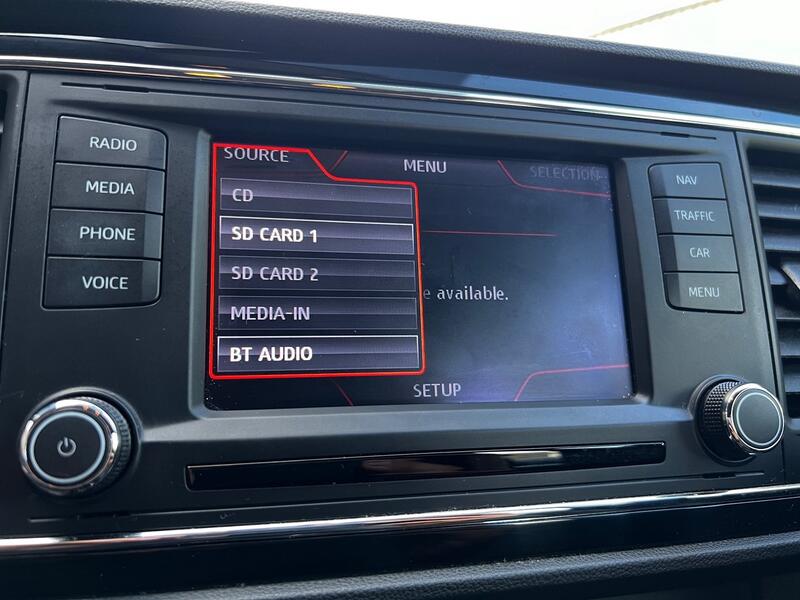 RADIO
MEDIA
PHONE
VOICE
SOURCE
MENU
SELECTION
CD
SD CARD 1
SD CARD 2
MEDIA-IN
BT AUDIO
e available.
SETUP
NAV
TRAFFIC
CAR
MENU